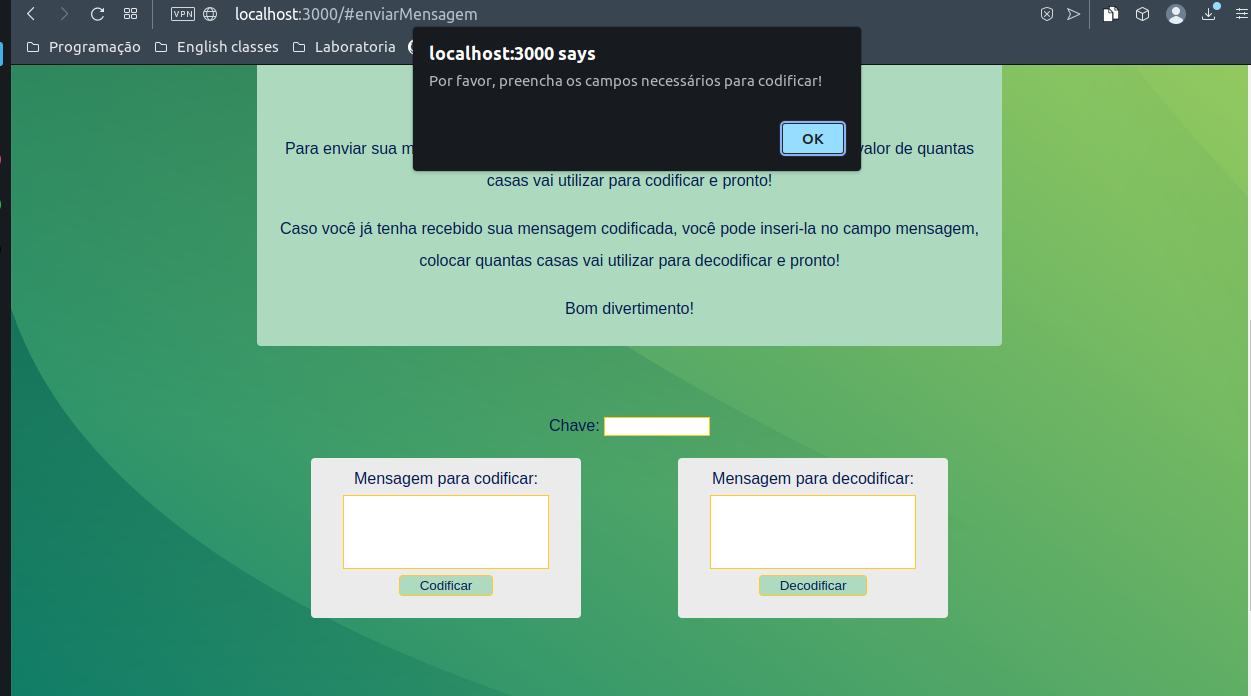 VPN
localhost:3000/#enviarMensagem
Programação
English classes
Laboratoria
localhost:3000 says
Por favor, preencha os campos necessários para codificar!
OK
Para enviar sua valor de quantas
casas vai utilizar para codificar e pronto!
Caso você já tenha recebido sua mensagem codificada, você pode inseri-la no campo mensagem,
colocar quantas casas vai utilizar para decodificar e pronto!
Bom divertimento!
Chave:
Mensagem para codificar:
Codificar
Mensagem para decodificar:
Decodificar